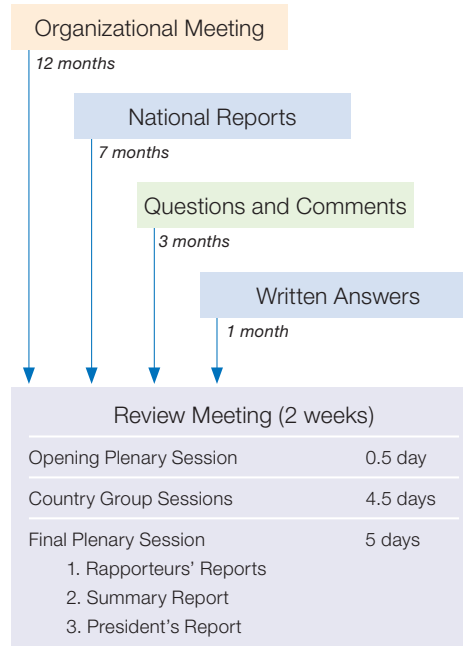 Organizational Meeting
12 months
National Reports
7 months
Questions and Comments
3 months
Written Answers
1 month
Review Meeting (2 weeks)
Opening Plenary Session 0.5 day
Country Group Sessions 4.5 days
Final Plenary Session 5 days
1. Rapporteurs’ Reports
2. Summary Report
3. President’s Report